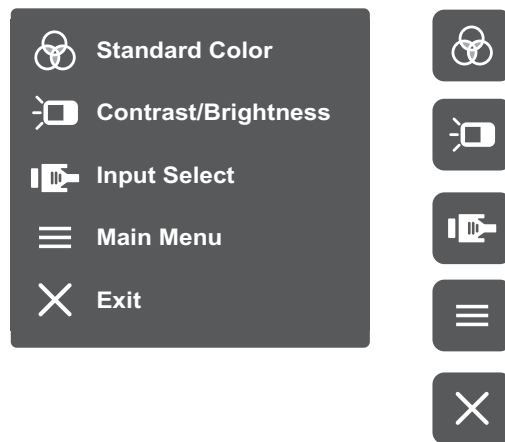 Standard Color
Contrast/Brightness
Input Select
Main Menu
Exit